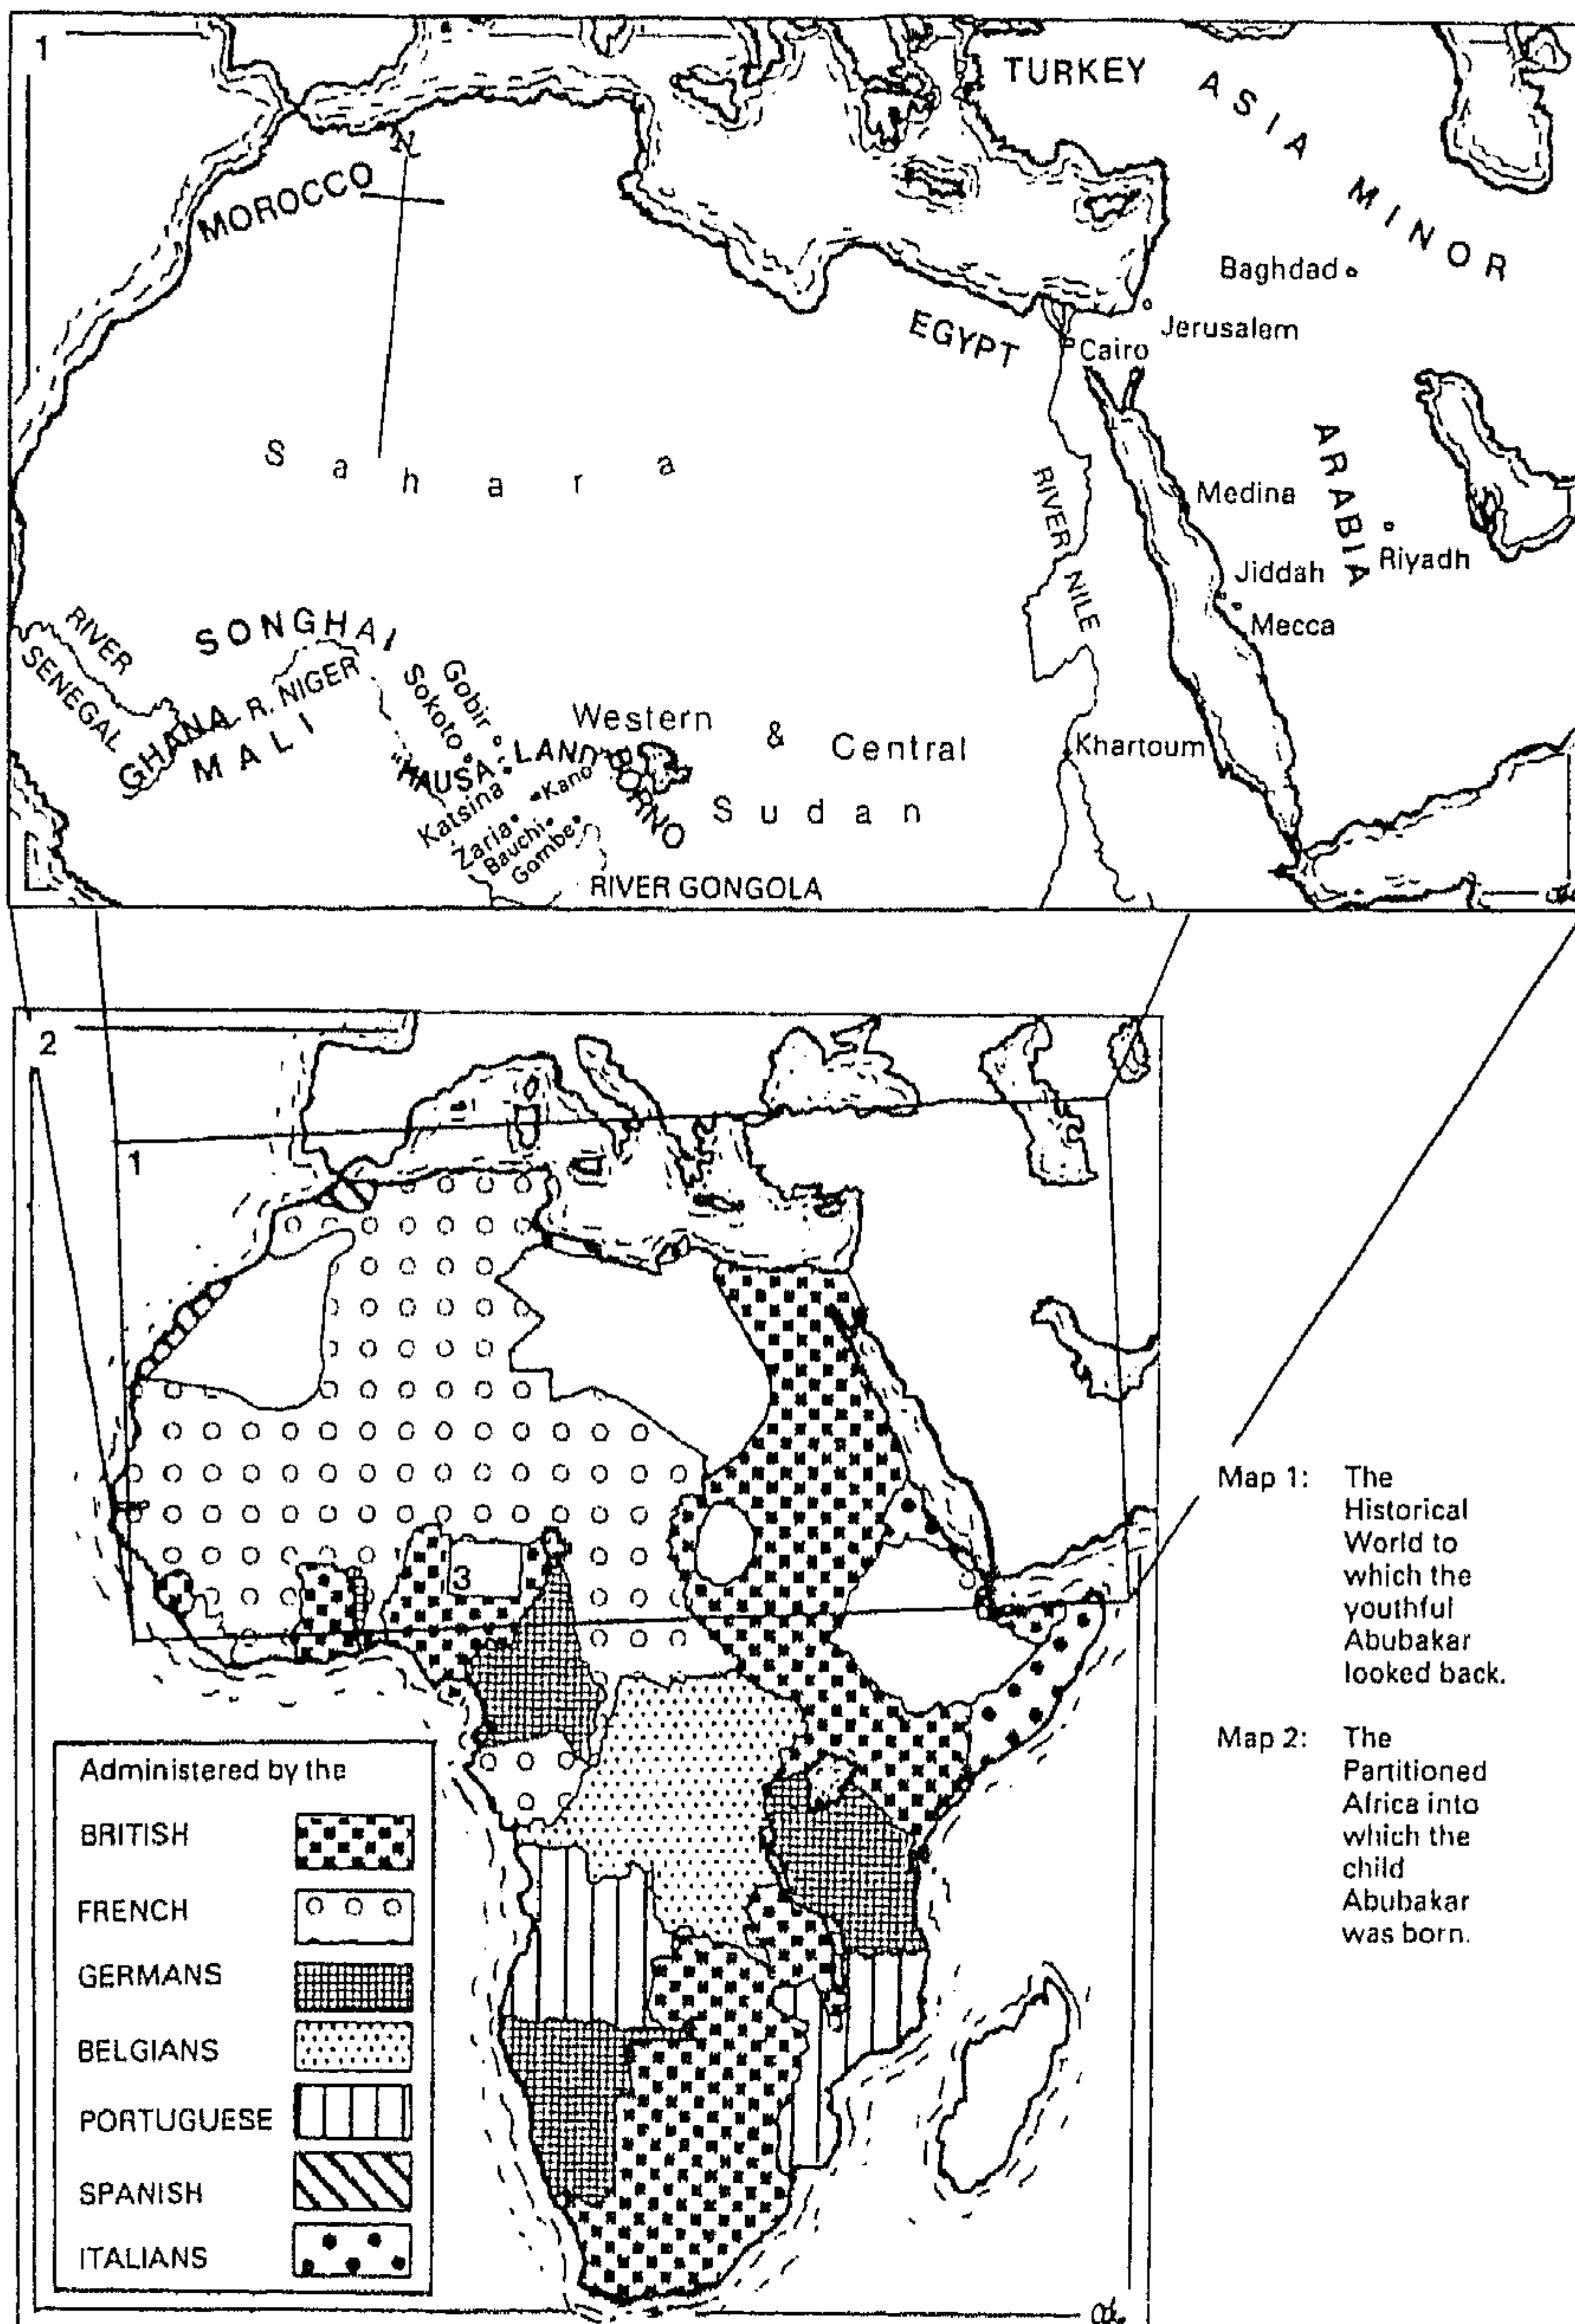 1
TURKEY
ASIA MINOR
MOROCCO
N
Baghdad
Jerusalem
EGYPT
Cairo
Sahara
ARABIA
Medina
RIVER NILE
Riyadh
Jiddah
Mecca
RIVER
SENEGAL
SONGHAI
GHANA
R. NIGER
MALI
Gobir
Sokoto
HAUSA LAND
Katsina
Kano
Zaria
Bauchi
Gombe
BORNO
Western & Central
Sudan
Khartoum
RIVER GONGOLA
2
1
3
Administered by the
BRITISH
FRENCH
GERMANS
BELGIANS
PORTUGUESE
SPANISH
ITALIANS
Map 1: The
Historical
World to
which the
youthful
Abubakar
looked back.
Map 2: The
Partitioned
Africa into
which the
child
Abubakar
was born.